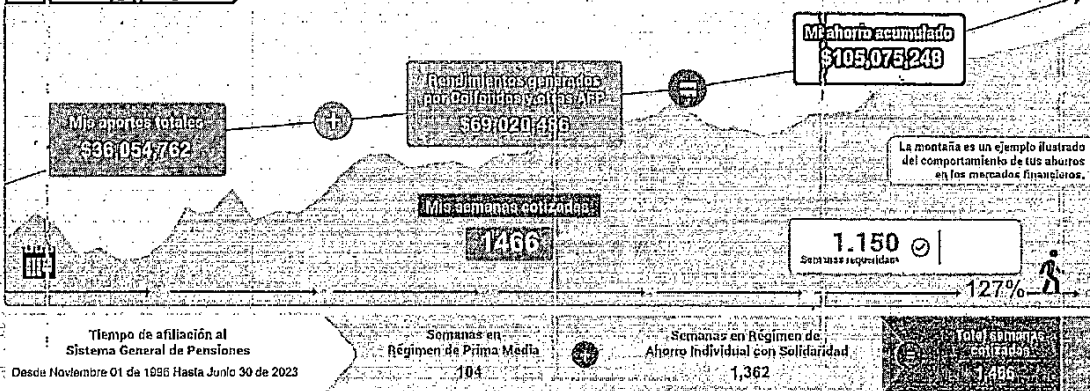 Mi ahorro acumulado
$105,075,248
Rendimientos generados
por Colfondos y otras AFP
$69,020,486
Mis aportes totales
$36,054,762
La montaña es un ejemplo ilustrado
del comportamiento de tus ahorros
en los mercados financieros.
Mis semanas cotizadas:
1466
1.150
Semanas requeridas
127%
Tiempo de afiliación al
Sistema General de Pensiones
Desde Noviembre 01 de 1996 Hasta Junio 30 de 2023
Semanas en
Régimen de Prima Media
104
Semanas en Régimen de
Ahorro Individual con Solidaridad
1,362
Total semanas
cotizadas
1,466